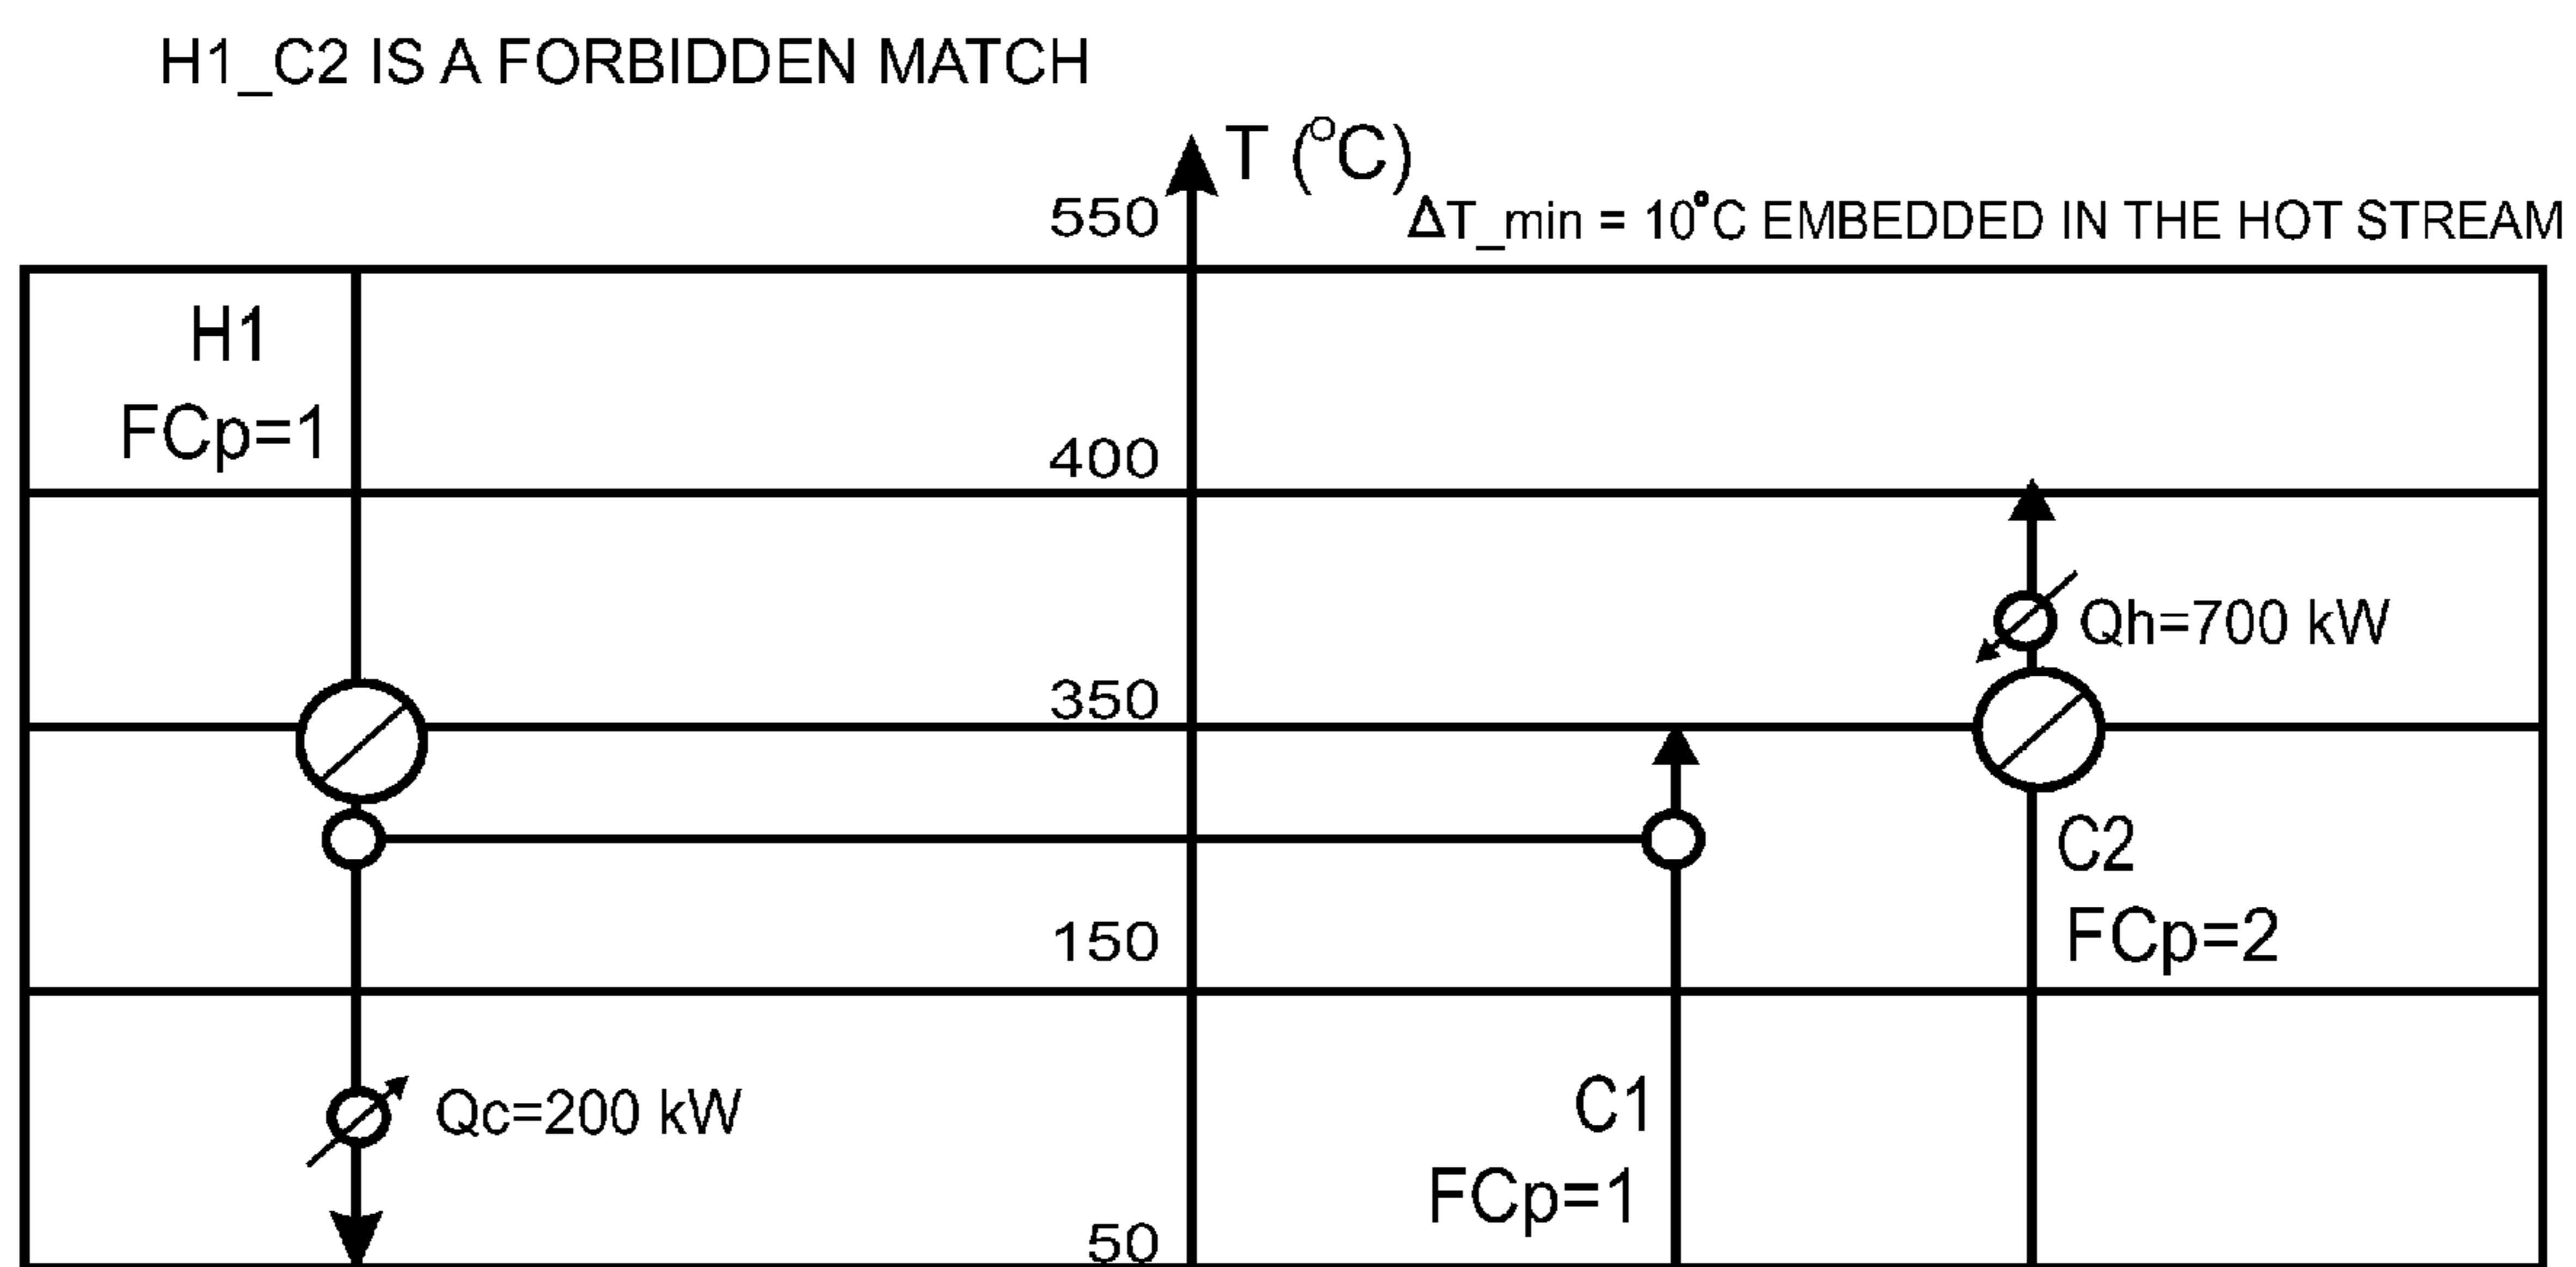 H1_C2 IS A FORBIDDEN MATCH
T (°C)
550
ΔT_min = 10°C EMBEDDED IN THE HOT STREAM
H1
FCp=1
400
Qh=700 kW
350
C2
FCp=2
150
Qc=200 kW
C1
FCp=1
50